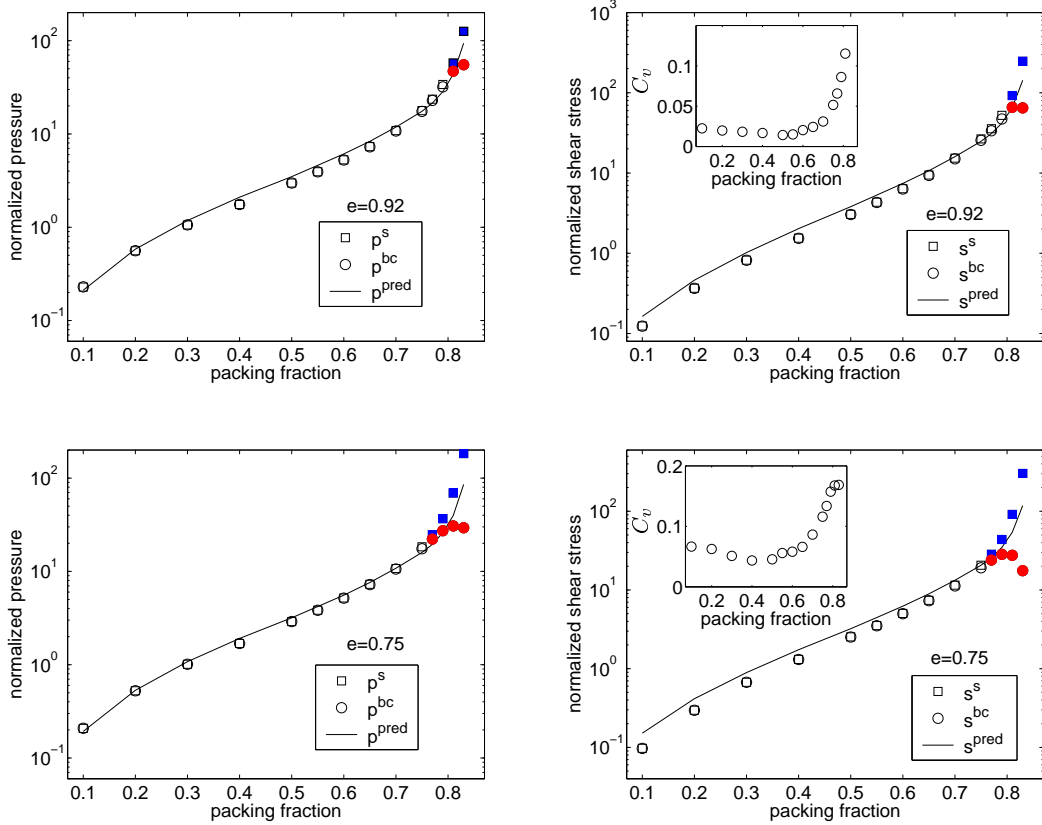 normalized pressure
10^2
10^1
10^0
10^-1
0.1 0.2 0.3 0.4 0.5 0.6 0.7 0.8
packing fraction
e=0.92
p^s
p^bc
p^pred
normalized shear stress
10^3
10^2
10^1
10^0
10^-1
0.1 0.2 0.3 0.4 0.5 0.6 0.7 0.8
packing fraction
C_v
0.1
0.05
0
0.2 0.4 0.6 0.8
packing fraction
e=0.92
s^s
s^bc
s^pred
normalized pressure
10^2
10^1
10^0
10^-1
0.1 0.2 0.3 0.4 0.5 0.6 0.7 0.8
packing fraction
e=0.75
p^s
p^bc
p^pred
normalized shear stress
10^2
10^1
10^0
10^-1
0.1 0.2 0.3 0.4 0.5 0.6 0.7 0.8
packing fraction
C_v
0.2
0.1
0
0.2 0.4 0.6 0.8
packing fraction
e=0.75
s^s
s^bc
s^pred